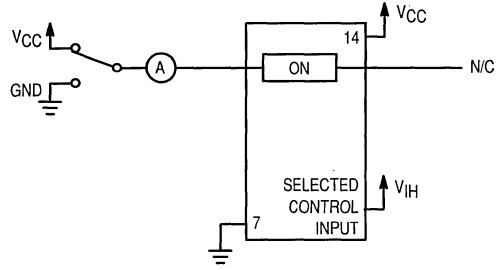 VCC
GND
A
ON
14
VCC
N/C
SELECTED
CONTROL
INPUT
VIH
7